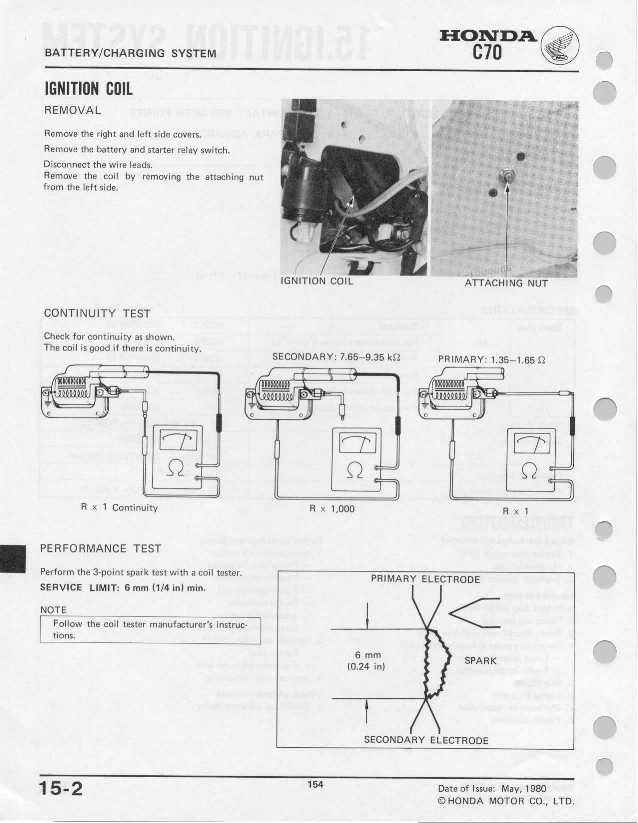 BATTERY/CHARGING SYSTEM
HONDA
C70
IGNITION COIL
REMOVAL
Remove the right and left side covers.
Remove the battery and starter relay switch.
Disconnect the wire leads.
Remove the coil by removing the attaching nut
from the left side.
IGNITION COIL
ATTACHING NUT
CONTINUITY TEST
Check for continuity as shown.
The coil is good if there is continuity.
SECONDARY: 7.65–9.35 kΩ
PRIMARY: 1.35–1.65 Ω
Ω
Ω
Ω
R x 1 Continuity
R x 1,000
R x 1
PERFORMANCE TEST
Perform the 3-point spark test with a coil tester.
SERVICE LIMIT: 6 mm (1/4 in) min.
NOTE
Follow the coil tester manufacturer's instruc-
tions.
PRIMARY ELECTRODE
6 mm
(0.24 in)
SPARK
SECONDARY ELECTRODE
15-2
154
Date of Issue: May, 1980
© HONDA MOTOR CO., LTD.